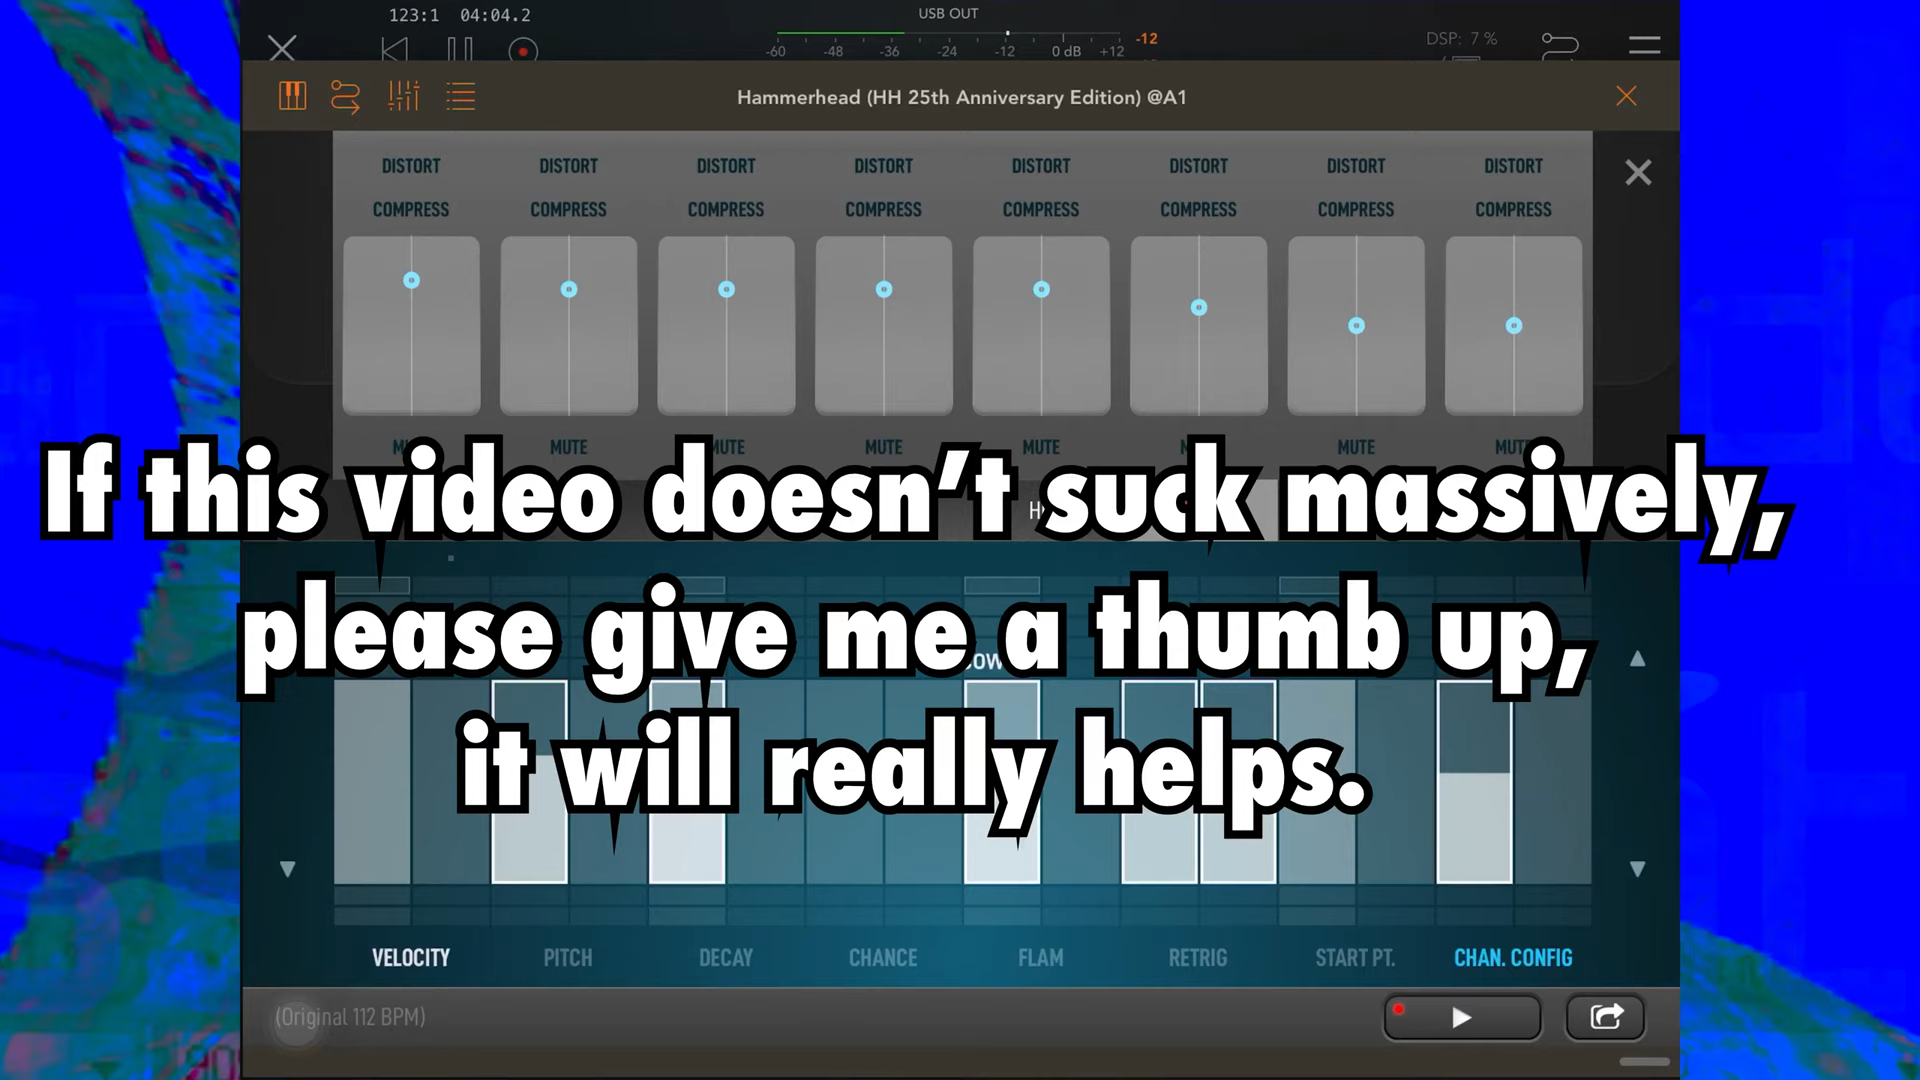 123:1 04:04.2
USB OUT
-60 -48 -36 -24 -12 0 dB +12
-12
DSP: 7 %
Hammerhead (HH 25th Anniversary Edition) @A1
DISTORT DISTORT DISTORT DISTORT DISTORT DISTORT DISTORT DISTORT
COMPRESS COMPRESS COMPRESS COMPRESS COMPRESS COMPRESS COMPRESS COMPRESS
MUTE MUTE MUTE MUTE MUTE MUTE
If this video doesn't suck massively,
please give me a thumb up,
it will really helps.
VELOCITY PITCH DECAY CHANCE FLAM RETRIG START PT. CHAN. CONFIG
(Original 112 BPM)